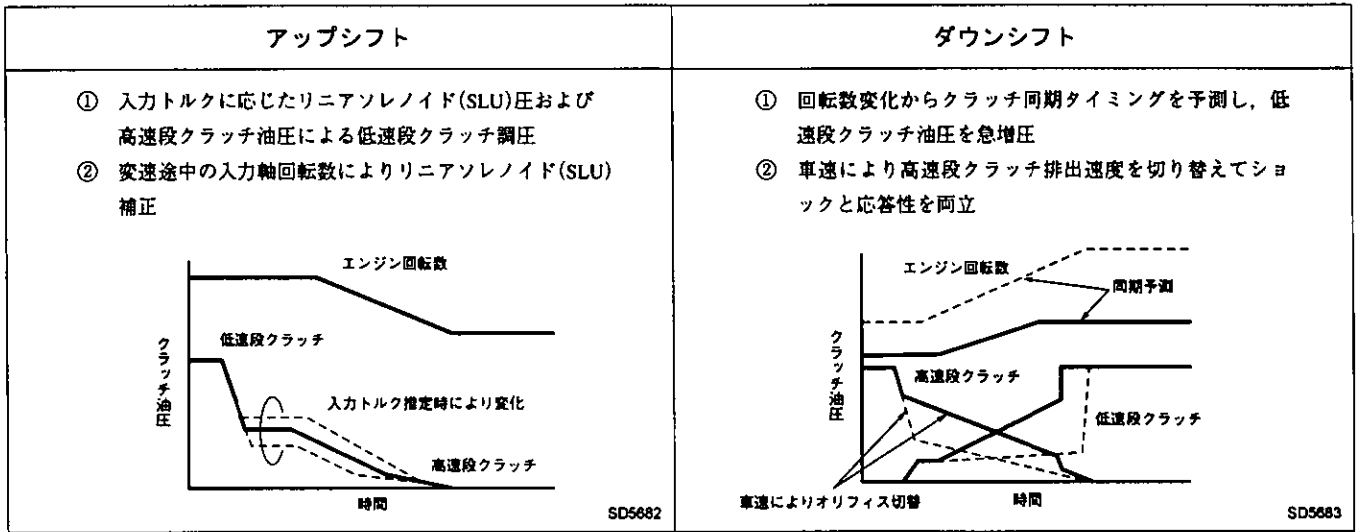 アップシフト
① 入力トルクに応じたリニアソレノイド(SLU)圧および
高速段クラッチ油圧による低速段クラッチ調圧
② 変速途中の入力軸回転数によりリニアソレノイド(SLU)
補正
エンジン回転数
クラッチ油圧
低速段クラッチ
入力トルク推定時により変化
高速段クラッチ
時間
SD5682
ダウンシフト
① 回転数変化からクラッチ同期タイミングを予測し，低
速段クラッチ油圧を急増圧
② 車速により高速段クラッチ排出速度を切り替えてショ
ックと応答性を両立
エンジン回転数
同期予測
クラッチ油圧
高速段クラッチ
低速段クラッチ
車速によりオリフィス切替
時間
SD5683